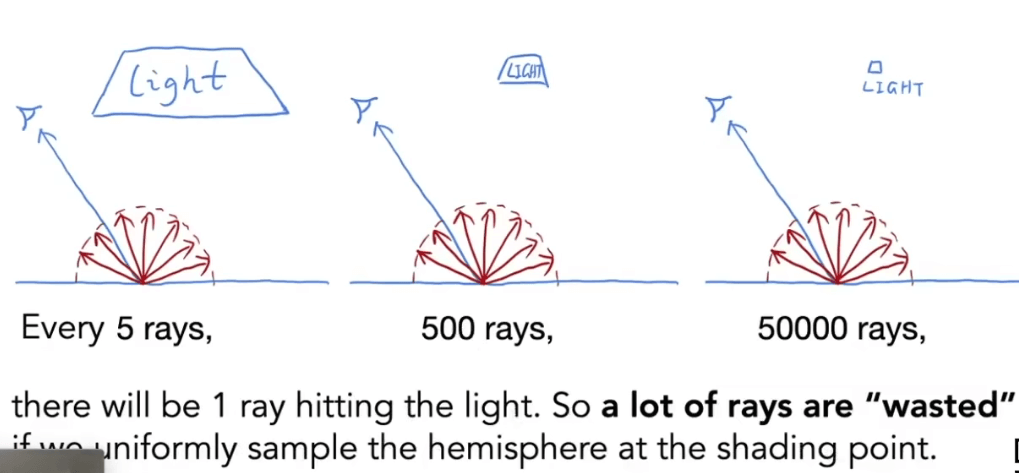 Light
LIGHT
LIGHT
Every 5 rays,
500 rays,
50000 rays,
there will be 1 ray hitting the light. So a lot of rays are “wasted”
if we uniformly sample the hemisphere at the shading point.